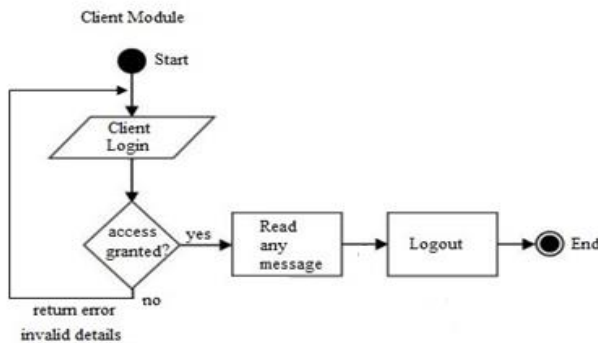 Client Module
Start
Client
Login
access
granted?
yes
Read
any
message
Logout
End
no
return error
invalid details